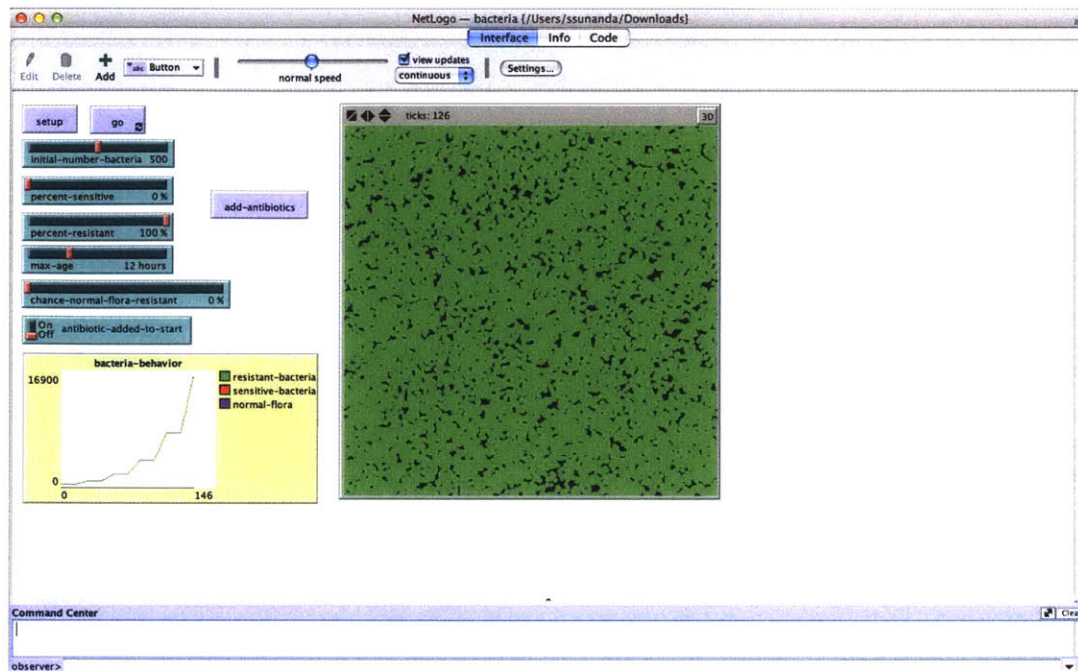 NetLogo — bacteria {/Users/ssunanda/Downloads}
Interface Info Code
Edit Delete Add abc Button normal speed view updates continuous Settings...
setup go
initial-number-bacteria 500
percent-sensitive 0 %
add-antibiotics
percent-resistant 100 %
max-age 12 hours
chance-normal-flora-resistant 0 %
On
Off antibiotic-added-to-start
ticks: 126 3D
bacteria-behavior
16900
0
0 146
resistant-bacteria
sensitive-bacteria
normal-flora
Command Center Clea
observer>